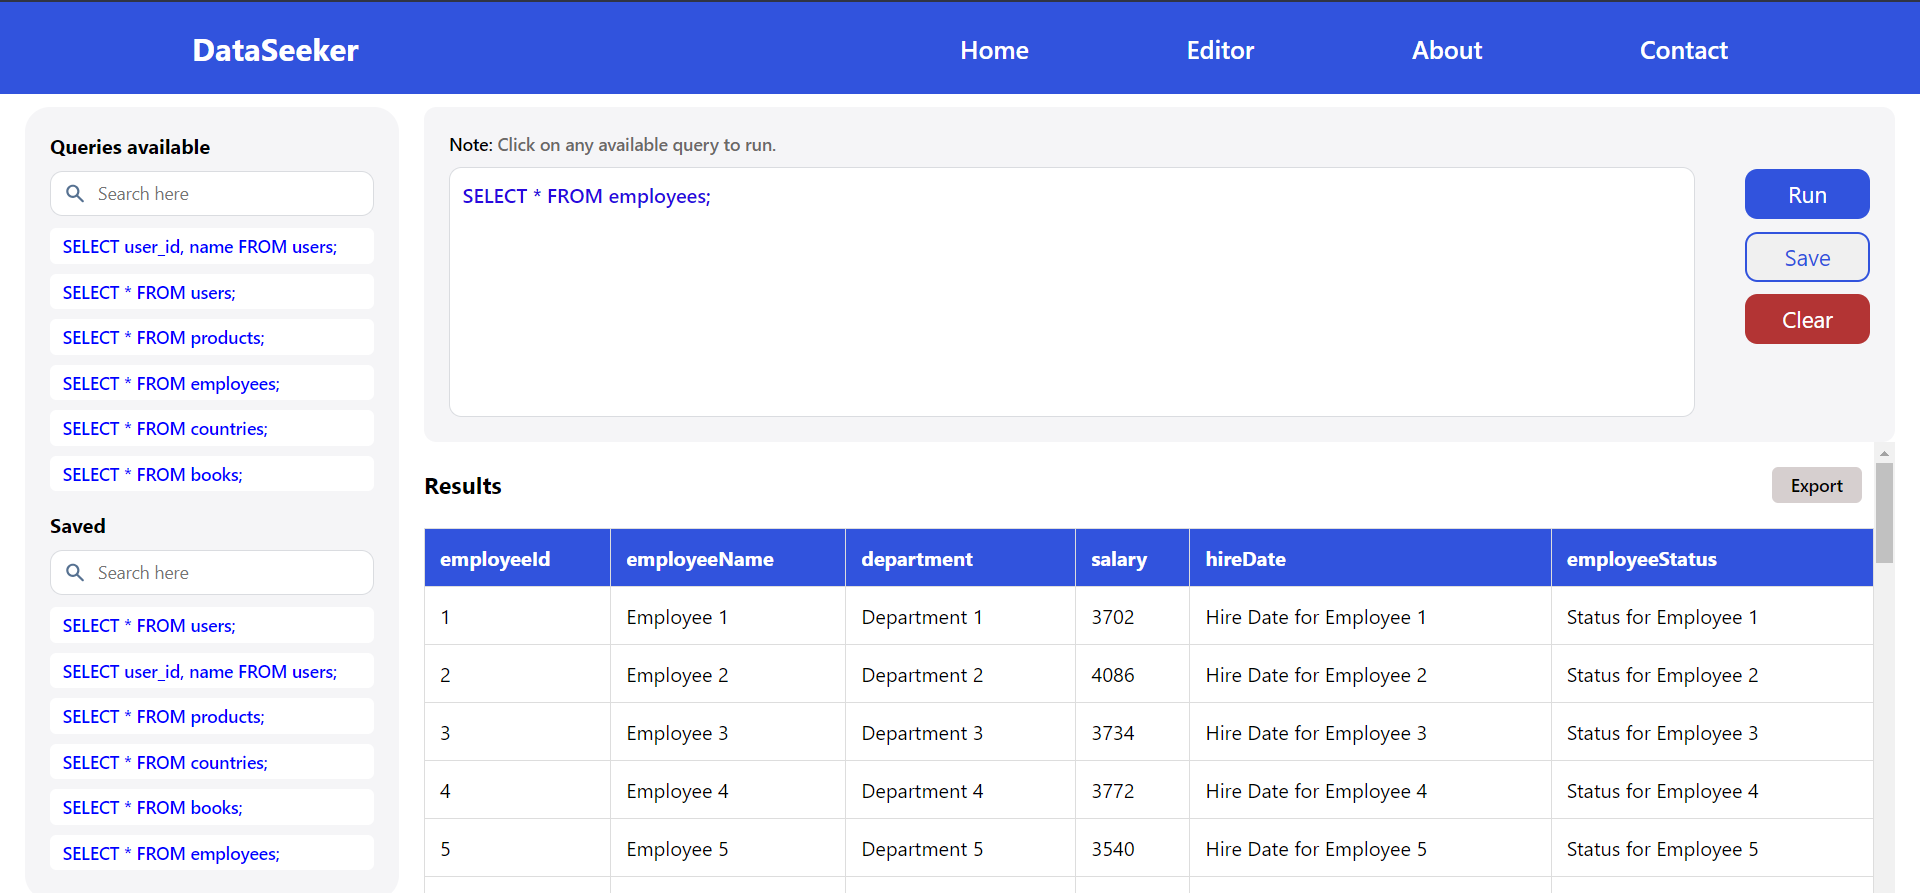 DataSeeker Home Editor About Contact
Queries available
Search here
SELECT user_id, name FROM users;
SELECT * FROM users;
SELECT * FROM products;
SELECT * FROM employees;
SELECT * FROM countries;
SELECT * FROM books;
Saved
Search here
SELECT * FROM users;
SELECT user_id, name FROM users;
SELECT * FROM products;
SELECT * FROM countries;
SELECT * FROM books;
SELECT * FROM employees;
Note: Click on any available query to run.
SELECT * FROM employees;
Run
Save
Clear
Results
Export
employeeId employeeName department salary hireDate employeeStatus
1 Employee 1 Department 1 3702 Hire Date for Employee 1 Status for Employee 1
2 Employee 2 Department 2 4086 Hire Date for Employee 2 Status for Employee 2
3 Employee 3 Department 3 3734 Hire Date for Employee 3 Status for Employee 3
4 Employee 4 Department 4 3772 Hire Date for Employee 4 Status for Employee 4
5 Employee 5 Department 5 3540 Hire Date for Employee 5 Status for Employee 5